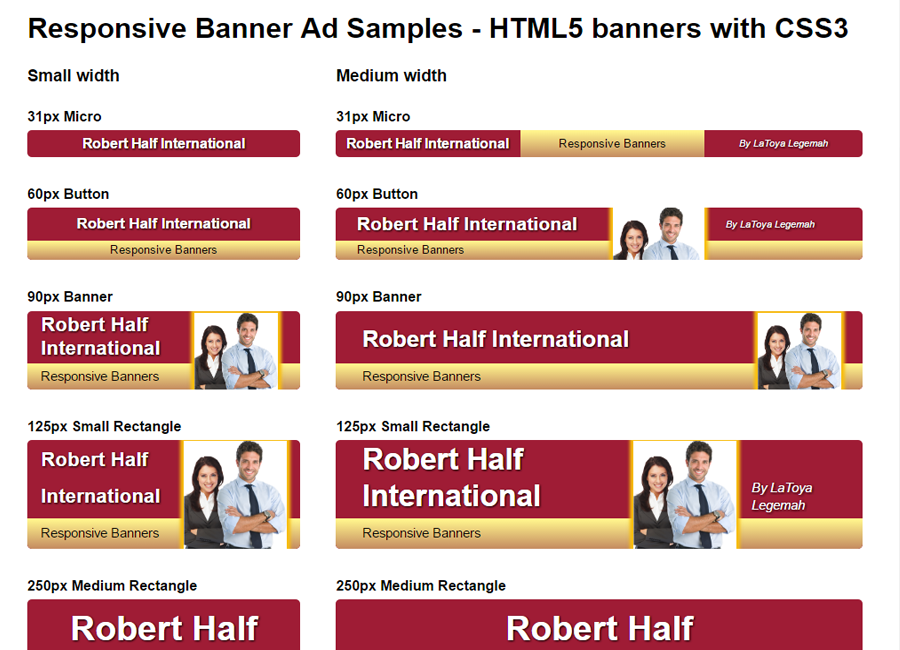 Responsive Banner Ad Samples - HTML5 banners with CSS3
Small width
31px Micro
Robert Half International
60px Button
Robert Half International
Responsive Banners
90px Banner
Robert Half
International
Responsive Banners
125px Small Rectangle
Robert Half
International
Responsive Banners
250px Medium Rectangle
Robert Half
Medium width
31px Micro
Robert Half International
Responsive Banners
By LaToya Legemah
60px Button
Robert Half International
By LaToya Legemah
Responsive Banners
90px Banner
Robert Half International
Responsive Banners
125px Small Rectangle
Robert Half
International
By LaToya
Legemah
Responsive Banners
250px Medium Rectangle
Robert Half